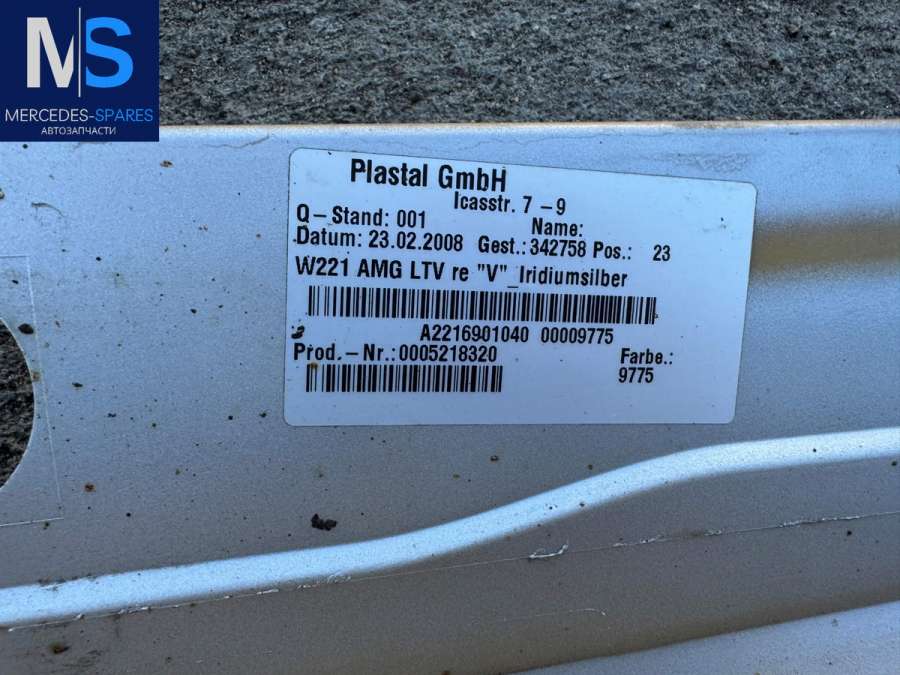 MS
MERCEDES-SPARES
АВТОЗАПЧАСТИ
Plastal GmbH
Icasstr. 7 –9
Q–Stand: 001 Name:
Datum: 23.02.2008 Gest.: 342758 Pos.: 23
W221 AMG LTV re "V"_Iridiumsilber
A2216901040 00009775
Prod.–Nr.:0005218320 Farbe.:
9775